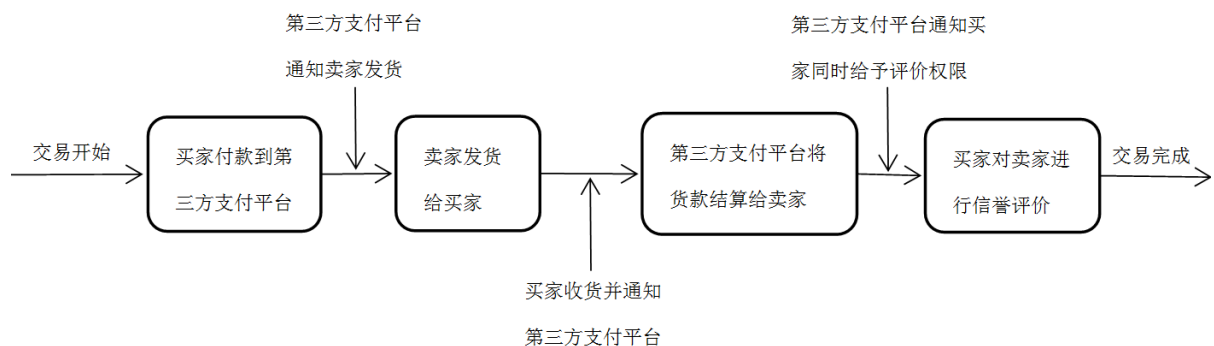 第三方支付平台
通知卖家发货
第三方支付平台通知买
家同时给予评价权限
交易开始
买家付款到第
三方支付平台
卖家发货
给买家
第三方支付平台将
货款结算给卖家
买家对卖家进
行信誉评价
交易完成
买家收货并通知
第三方支付平台